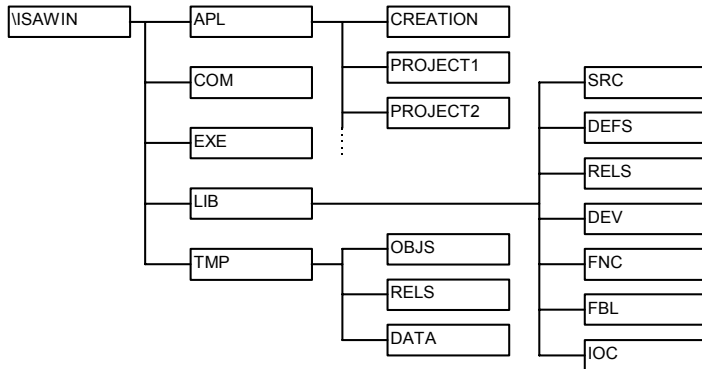 \ISAWIN
APL
CREATION
PROJECT1
PROJECT2
COM
EXE
LIB
SRC
DEFS
RELS
DEV
FNC
FBL
IOC
TMP
OBJS
RELS
DATA